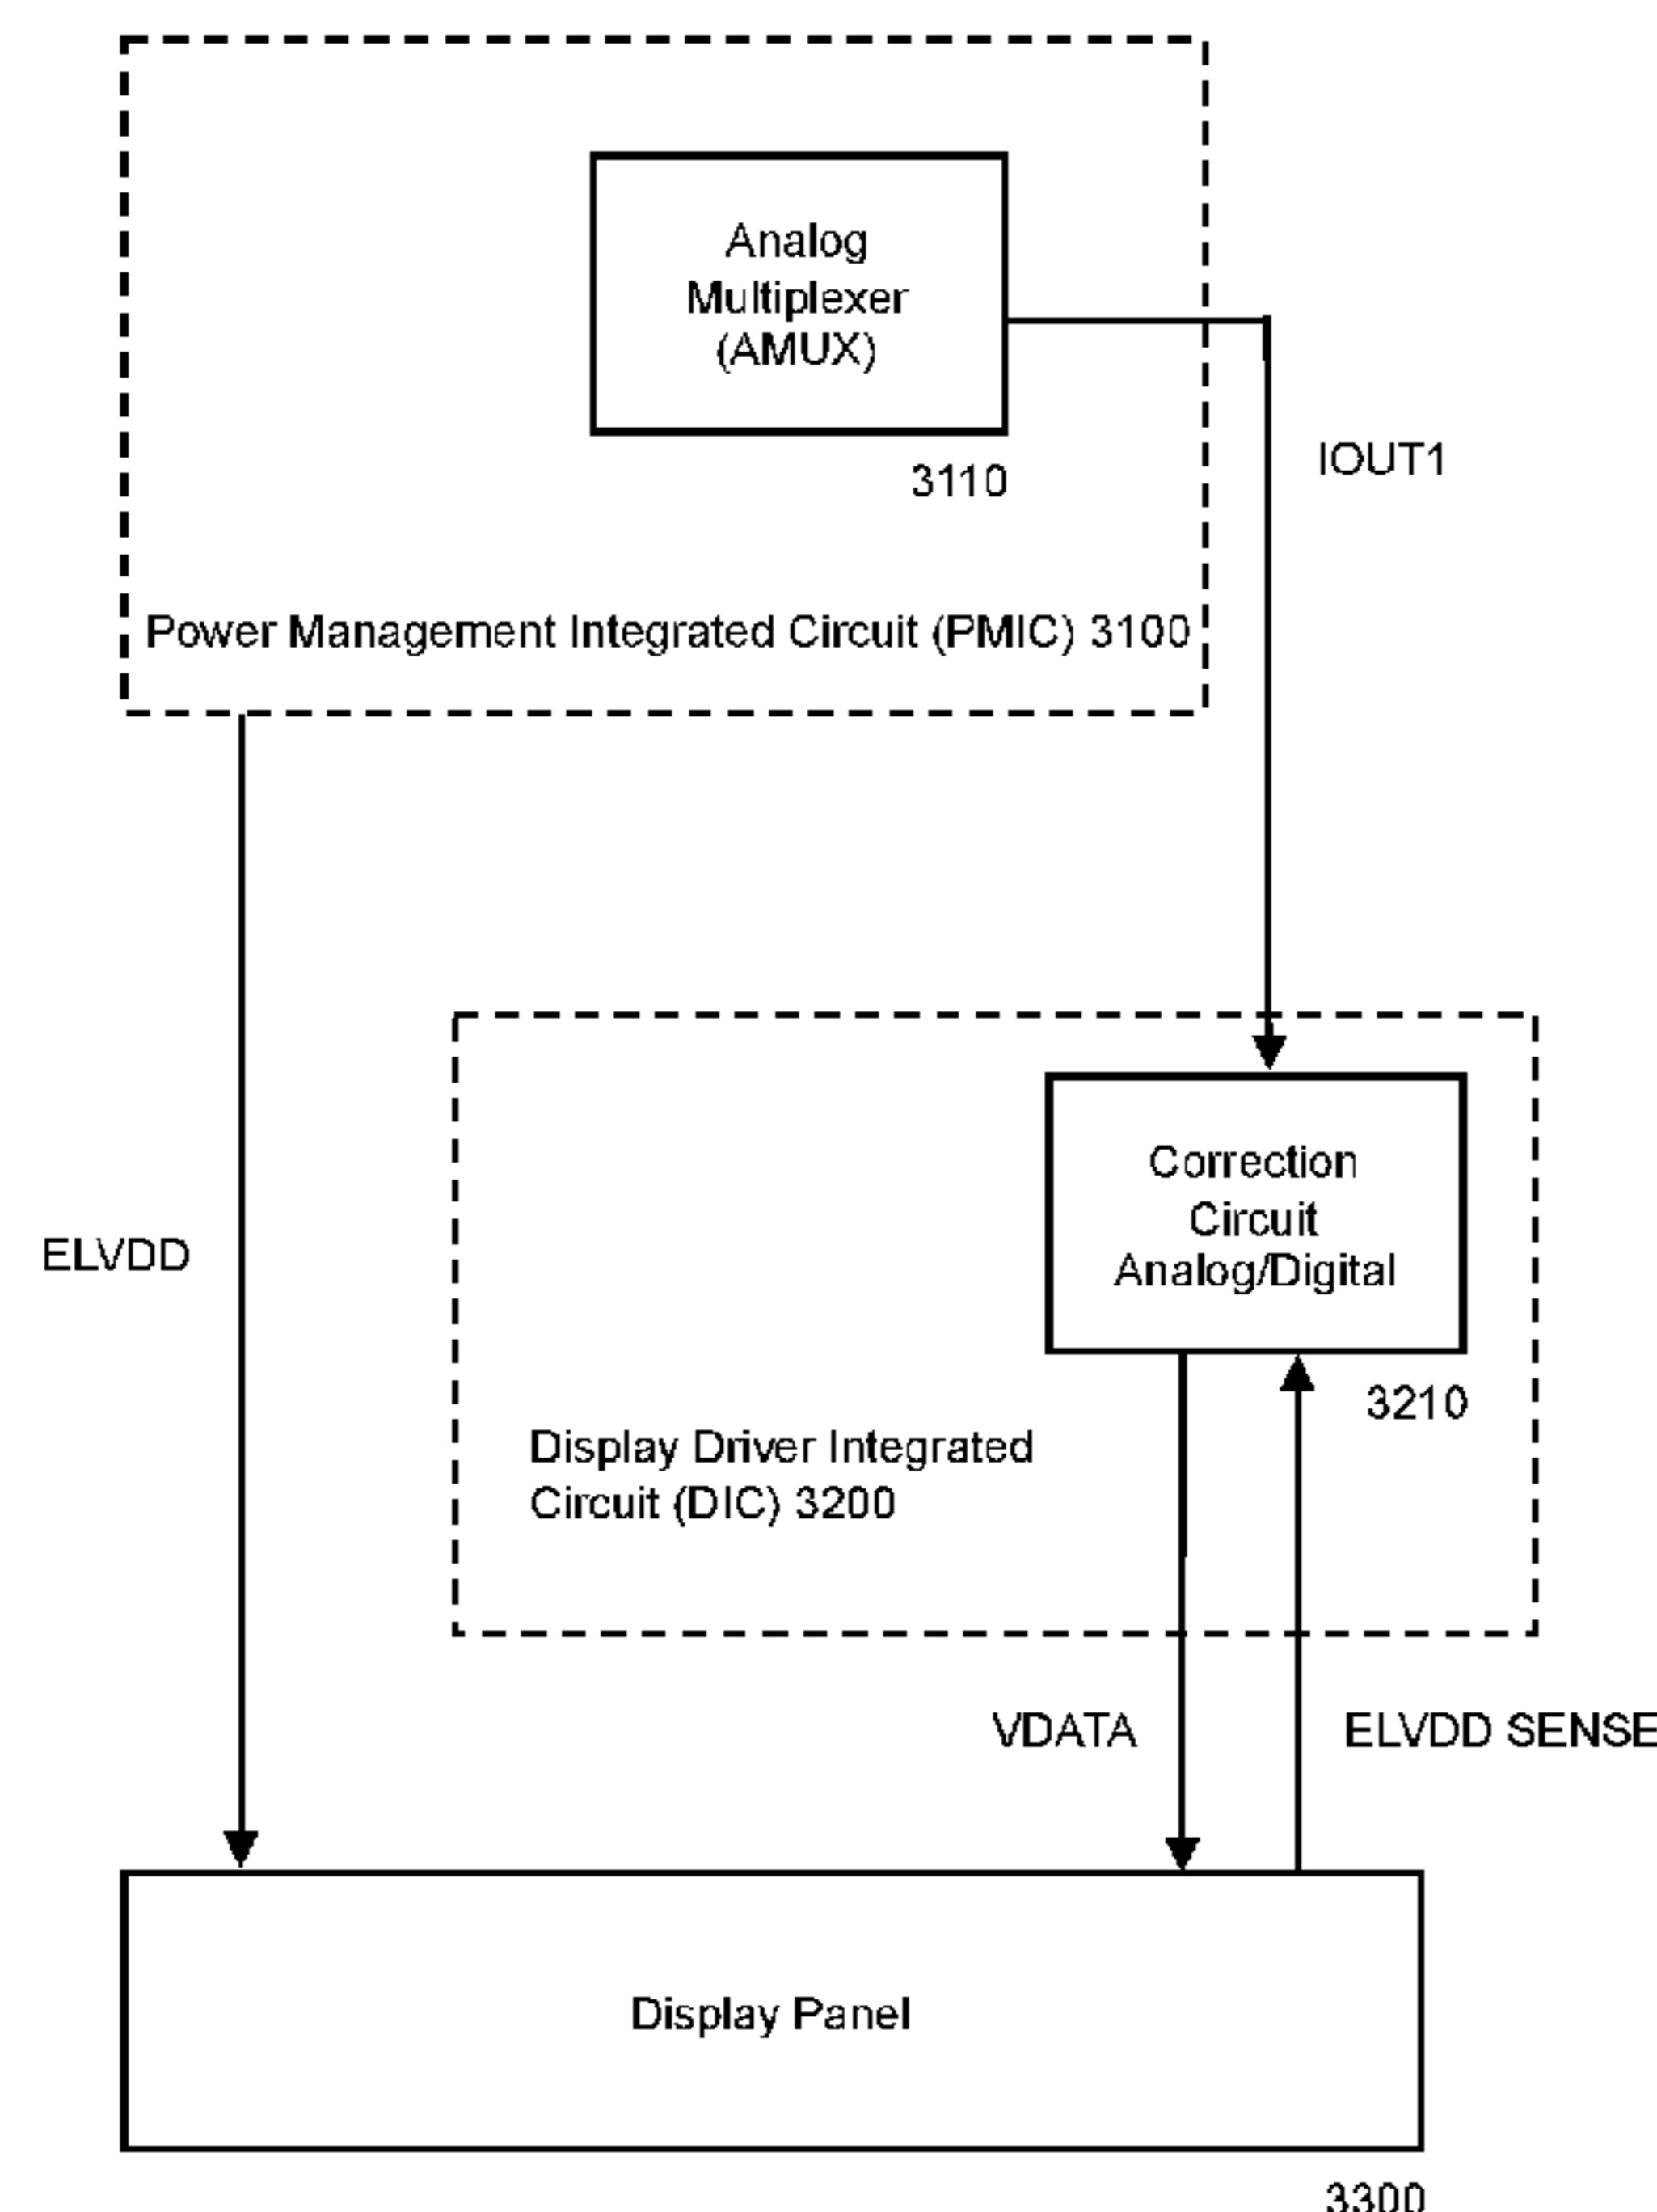 Analog
Multiplexer
(AMUX)
3110
IOUT1
Power Management Integrated Circuit (PMIC) 3100
Correction
Circuit
Analog/Digital
ELVDD
3210
Display Driver Integrated
Circuit (DIC) 3200
VDATA
ELVDD SENSE
Display Panel
3300